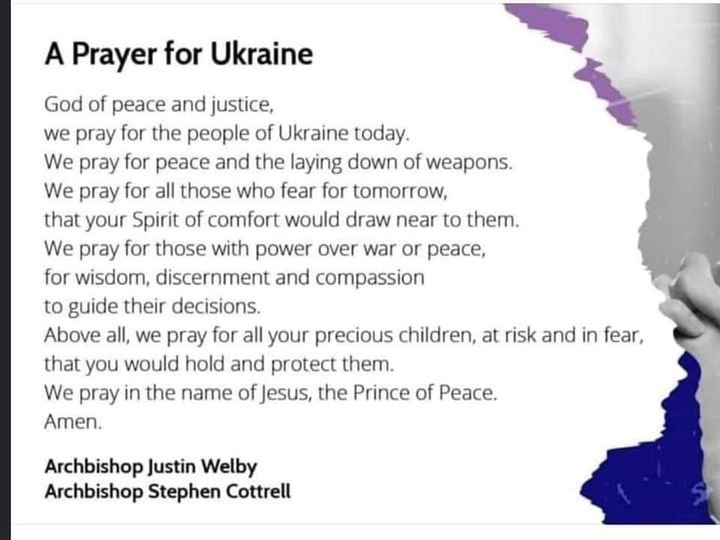 A Prayer for Ukraine
God of peace and justice,
we pray for the people of Ukraine today.
We pray for peace and the laying down of weapons.
We pray for all those who fear for tomorrow,
that your Spirit of comfort would draw near to them.
We pray for those with power over war or peace,
for wisdom, discernment and compassion
to guide their decisions.
Above all, we pray for all your precious children, at risk and in fear,
that you would hold and protect them.
We pray in the name of Jesus, the Prince of Peace.
Amen.
Archbishop Justin Welby
Archbishop Stephen Cottrell